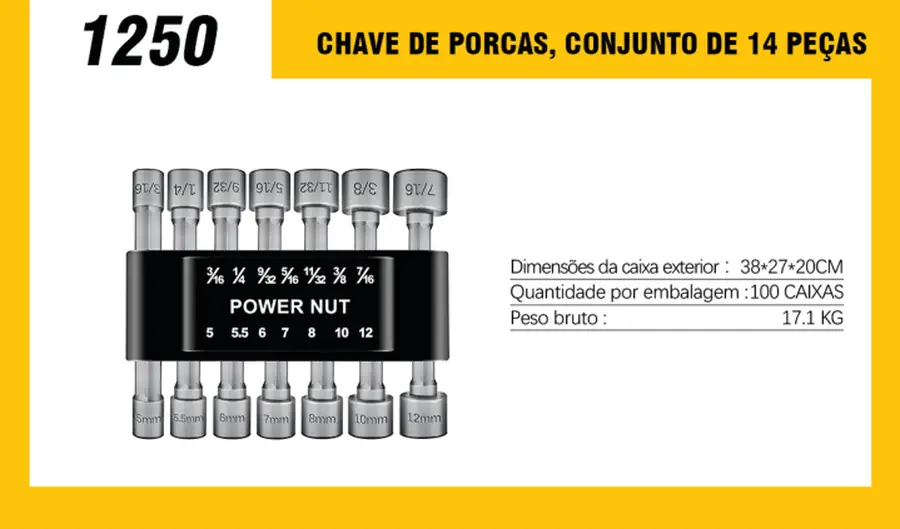 1250
CHAVE DE PORCAS, CONJUNTO DE 14 PEÇAS
3/16 1/4 9/32 5/16 11/32 3/8 7/16
3/16 1/4 9/32 5/16 11/32 3/8 7/16
POWER NUT
5 5.5 6 7 8 10 12
5mm 5.5mm 6mm 7mm 8mm 10mm 12mm
Dimensões da caixa exterior : 38*27*20CM
Quantidade por embalagem :100 CAIXAS
Peso bruto : 17.1 KG